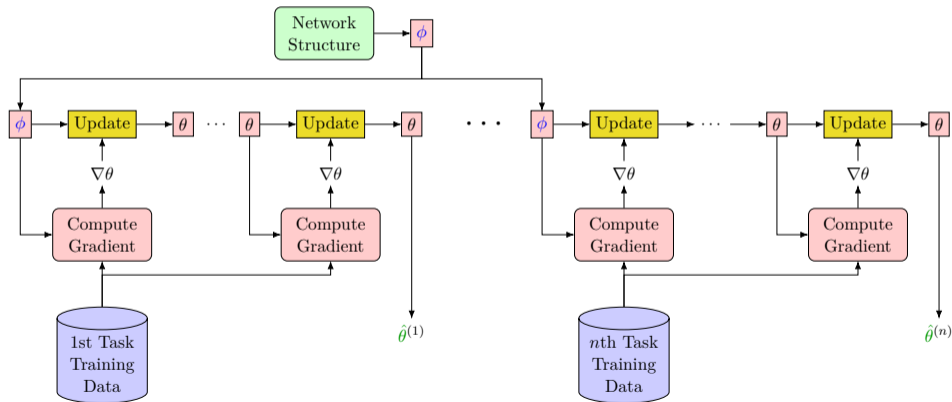 Network
Structure
ϕ
ϕ
Update
θ
···
θ
Update
θ
···
ϕ
Update
···
θ
Update
θ
∇θ
∇θ
∇θ
∇θ
Compute
Gradient
Compute
Gradient
Compute
Gradient
Compute
Gradient
1st Task
Training
Data
θ̂⁽¹⁾
nth Task
Training
Data
θ̂⁽ⁿ⁾